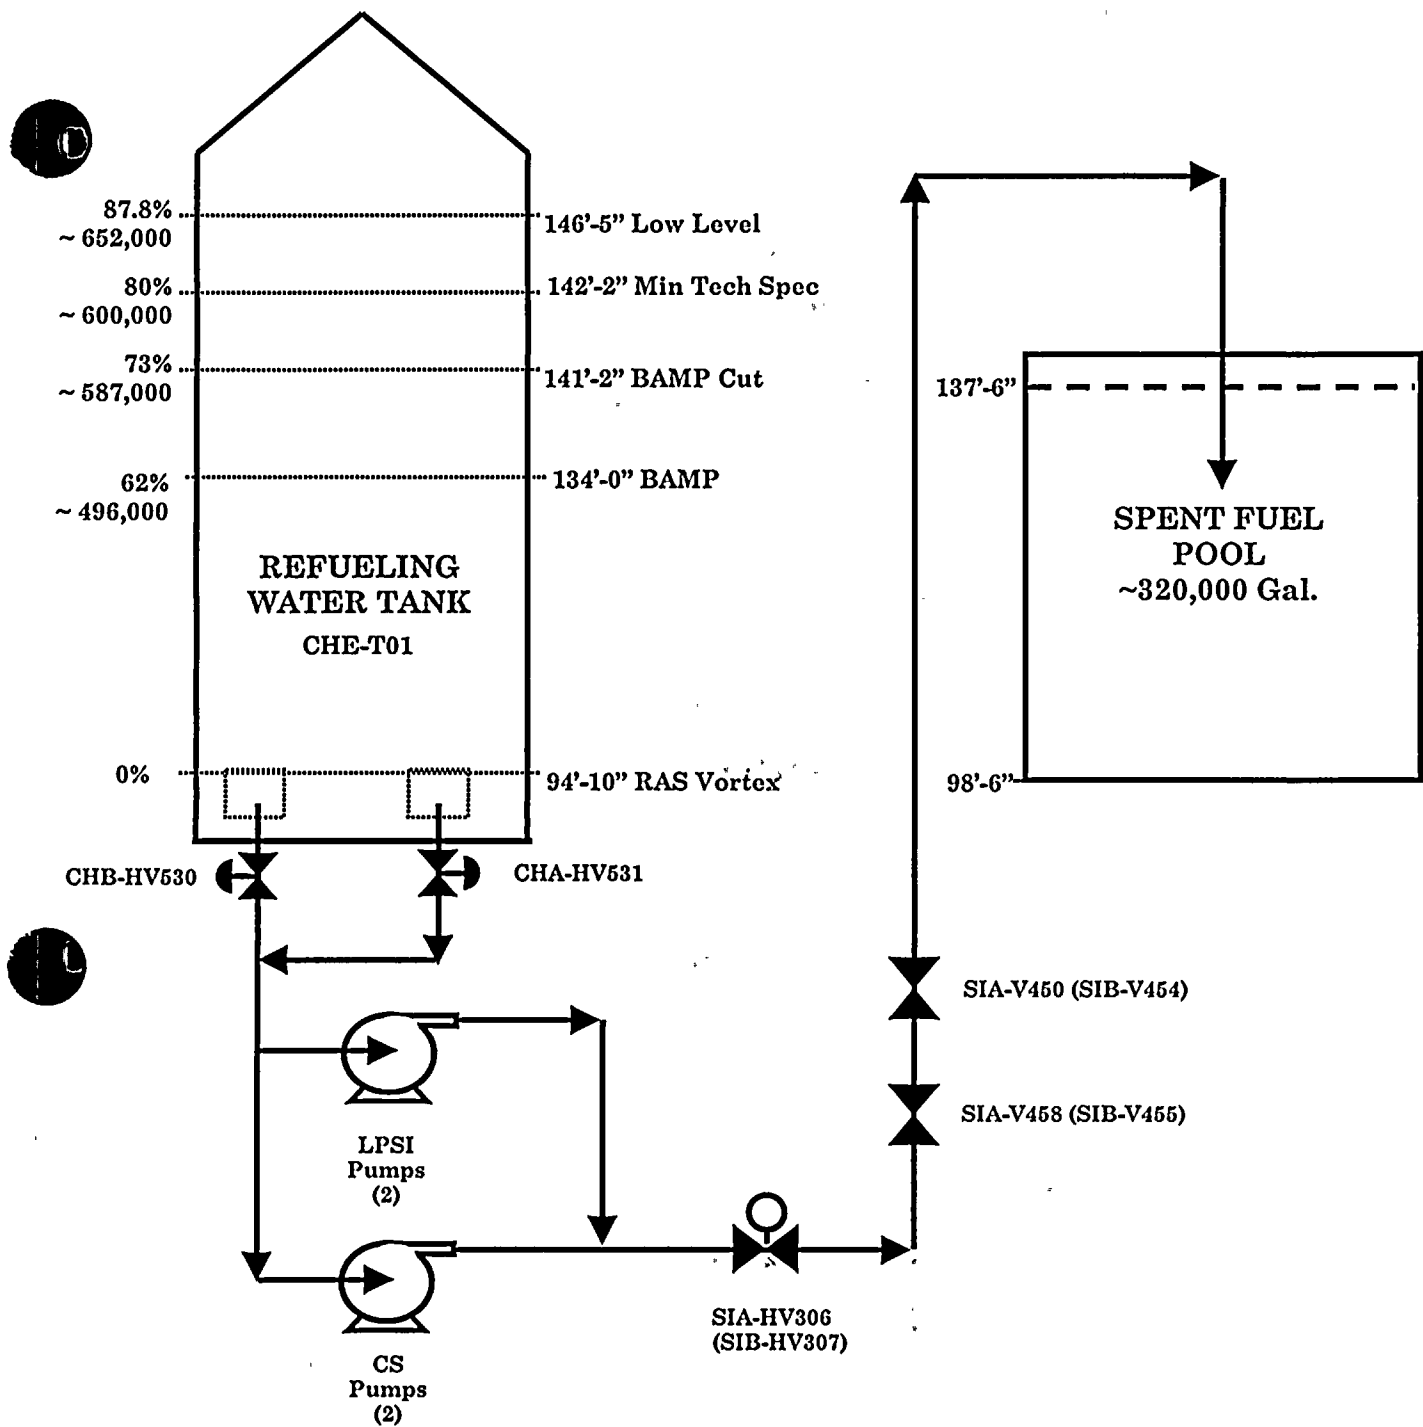 87.8%
~ 652,000
146'-5" Low Level
80%
~ 600,000
142'-2" Min Tech Spec
73%
~ 587,000
141'-2" BAMP Cut
137'-6"
62%
~ 496,000
134'-0" BAMP
SPENT FUEL
POOL
~320,000 Gal.
REFUELING
WATER TANK
CHE-T01
0%
94'-10" RAS Vortex
98'-6"
CHB-HV530
CHA-HV531
SIA-V450 (SIB-V454)
SIA-V458 (SIB-V455)
LPSI
Pumps
(2)
SIA-HV306
(SIB-HV307)
CS
Pumps
(2)